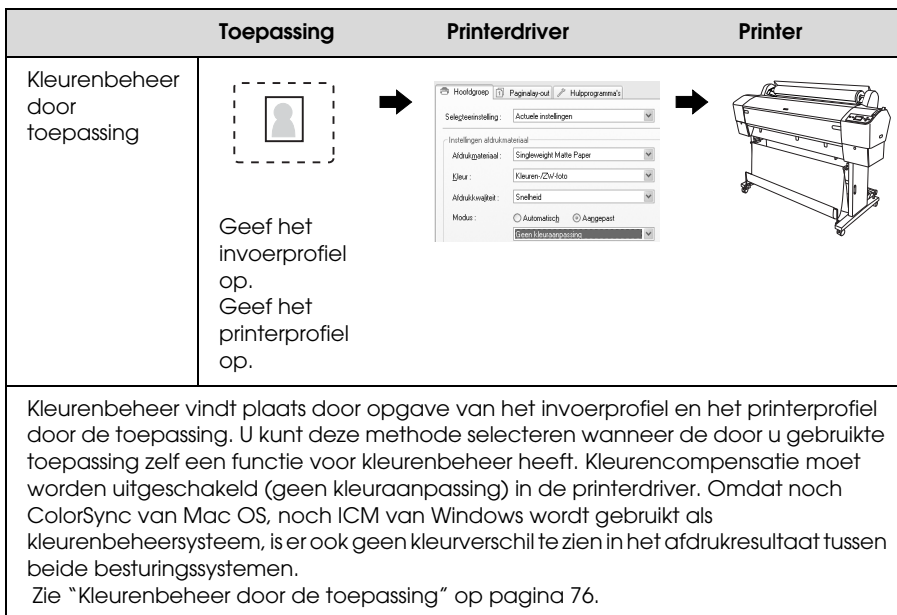 Toepassing Printerdriver Printer
Kleurenbeheer
door
toepassing
Hoofdgroep Paginalay-out Hulpprogramma's
Selecteerinstelling : Actuele instellingen
Instellingen afdrukmateriaal
Afdrukmateriaal : Singleweight Matte Paper
Kleur : Kleuren-/ZW-foto
Afdrukkwaliteit : Snelheid
Modus : Automatisch Aangepast
Geen kleuraanpassing
Geef het
invoerprofiel
op.
Geef het
printerprofiel
op.
Kleurenbeheer vindt plaats door opgave van het invoerprofiel en het printerprofiel
door de toepassing. U kunt deze methode selecteren wanneer de door u gebruikte
toepassing zelf een functie voor kleurenbeheer heeft. Kleurencompensatie moet
worden uitgeschakeld (geen kleuraanpassing) in de printerdriver. Omdat noch
ColorSync van Mac OS, noch ICM van Windows wordt gebruikt als
kleurenbeheersysteem, is er ook geen kleurverschil te zien in het afdrukresultaat tussen
beide besturingssystemen.
Zie “Kleurenbeheer door de toepassing” op pagina 76.